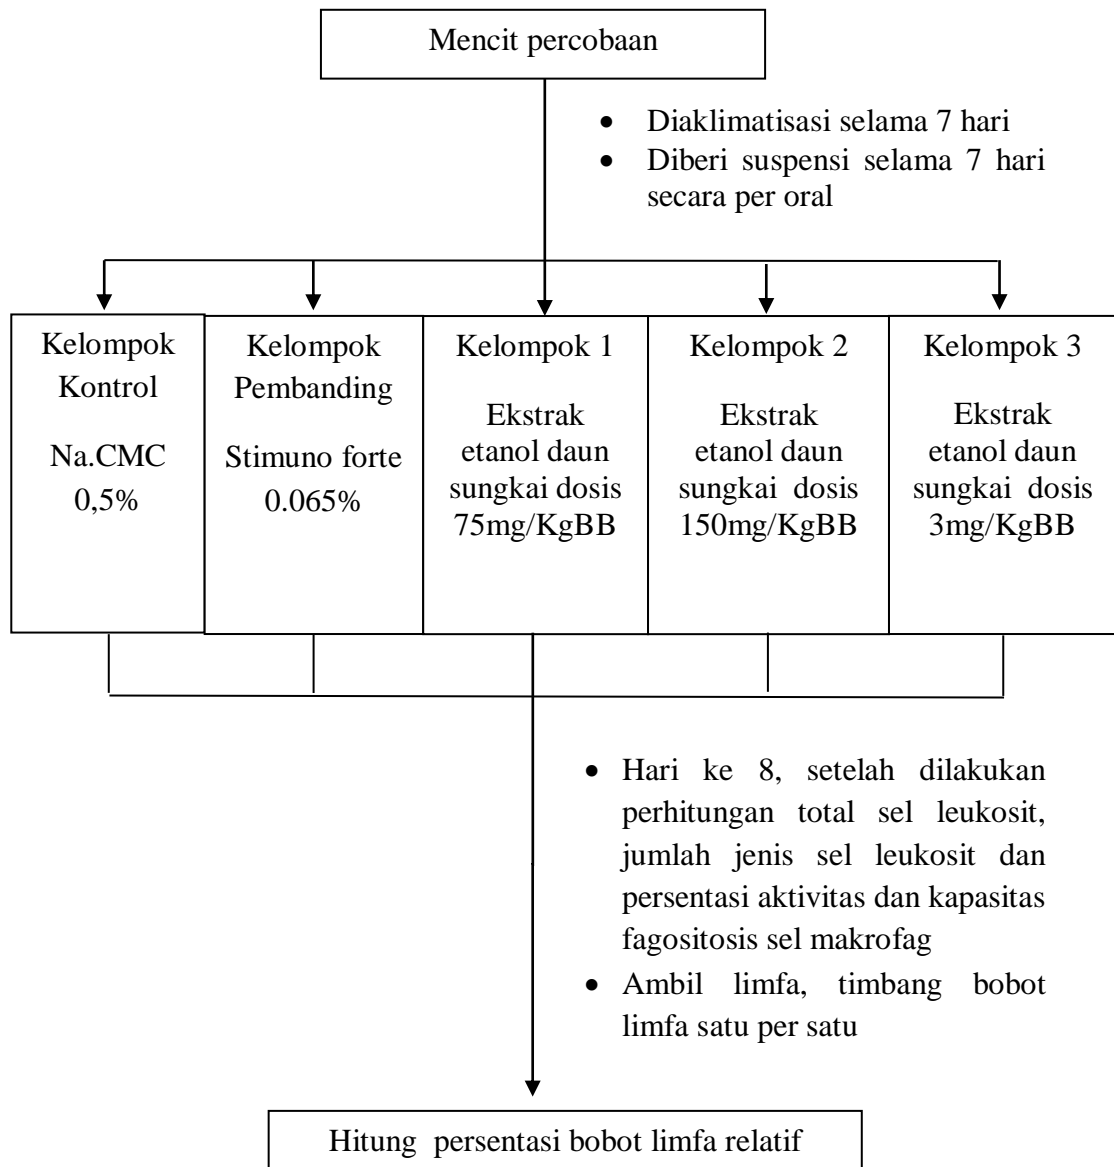 Mencit percobaan
• Diaklimatisasi selama 7 hari
• Diberi suspensi selama 7 hari
secara per oral
Kelompok
Kontrol
Na.CMC
0,5%
Kelompok
Pembanding
Stimuno forte
0.065%
Kelompok 1
Ekstrak
etanol daun
sungkai dosis
75mg/KgBB
Kelompok 2
Ekstrak
etanol daun
sungkai dosis
150mg/KgBB
Kelompok 3
Ekstrak
etanol daun
sungkai dosis
3mg/KgBB
• Hari ke 8, setelah dilakukan
perhitungan total sel leukosit,
jumlah jenis sel leukosit dan
persentasi aktivitas dan kapasitas
fagositosis sel makrofag
• Ambil limfa, timbang bobot
limfa satu per satu
Hitung persentasi bobot limfa relatif